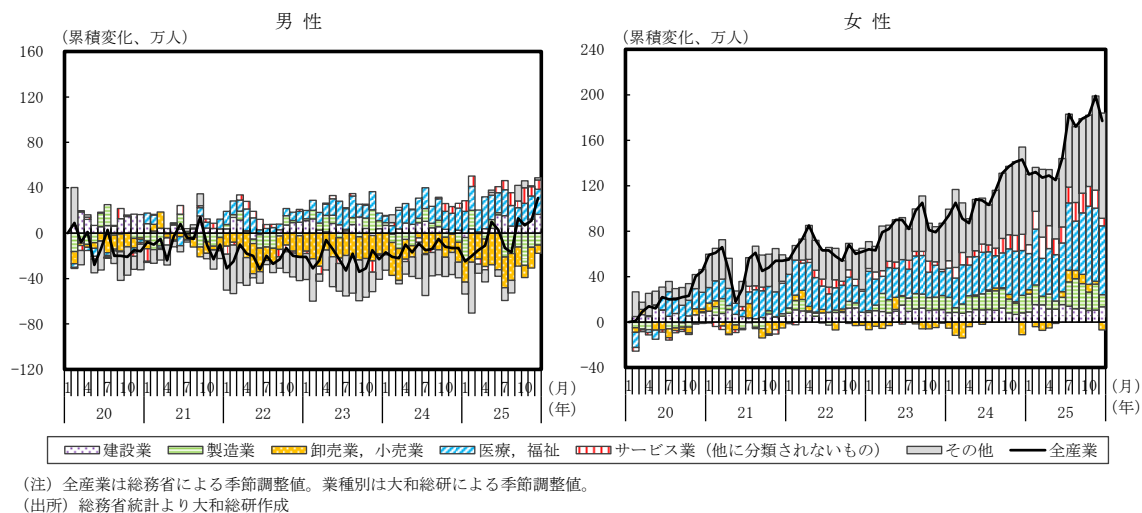 男 性
(累積変化、万人)
160
120
80
40
0
−40
−80
−120
1 4 7 10 1 4 7 10 1 4 7 10 1 4 7 10 1 4 7 10 1 4 7 10 (月)
20 21 22 23 24 25 (年)
女 性
(累積変化、万人)
240
200
160
120
80
40
0
−40
1 4 7 10 1 4 7 10 1 4 7 10 1 4 7 10 1 4 7 10 1 4 7 10 (月)
20 21 22 23 24 25 (年)
建設業 製造業 卸売業，小売業 医療，福祉 サービス業（他に分類されないもの） その他 全産業
（注）全産業は総務省による季節調整値。業種別は大和総研による季節調整値。
（出所）総務省統計より大和総研作成